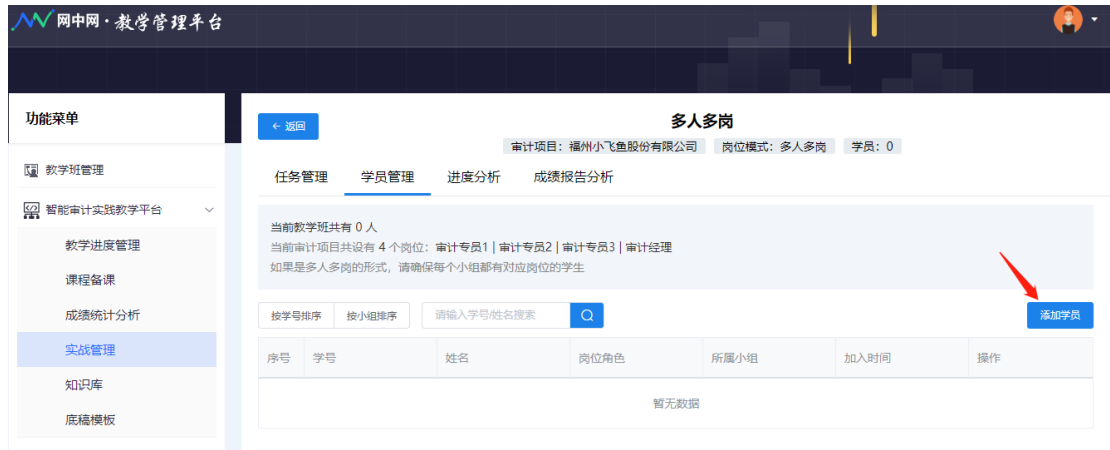 网中网·教学管理平台
功能菜单
教学班管理
智能审计实践教学平台
教学进度管理
课程备课
成绩统计分析
实战管理
知识库
底稿模板
← 返回
多人多岗
审计项目：福州小飞鱼股份有限公司 岗位模式：多人多岗 学员：0
任务管理 学员管理 进度分析 成绩报告分析
当前教学班共有 0 人
当前审计项目共设有 4 个岗位：审计专员1 | 审计专员2 | 审计专员3 | 审计经理
如果是多人多岗的形式，请确保每个小组都有对应岗位的学生
按学号排序 按小组排序 请输入学号/姓名搜索 添加学员
序号 学号 姓名 岗位角色 所属小组 加入时间 操作
暂无数据